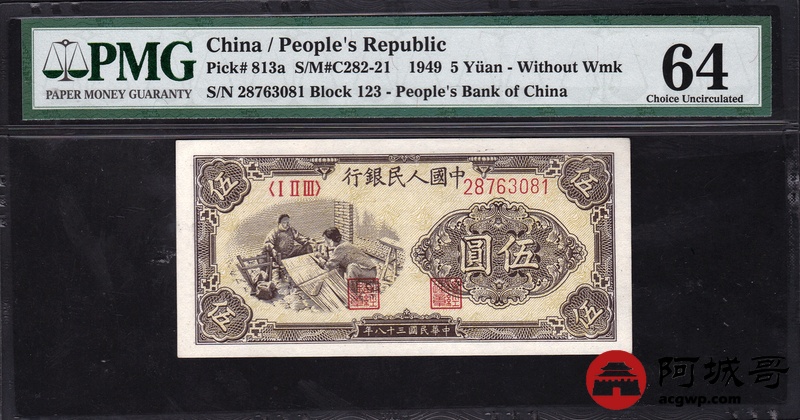 PMG
PAPER MONEY GUARANTY
China / People's Republic
Pick# 813a S/M#C282-21 1949 5 Yüan - Without Wmk
S/N 28763081 Block 123 - People's Bank of China
64
Choice Uncirculated
中國人民銀行
〈I II III〉
28763081
伍
伍
伍圓
伍
伍
中華民國三十八年
阿城哥
acgwp.com